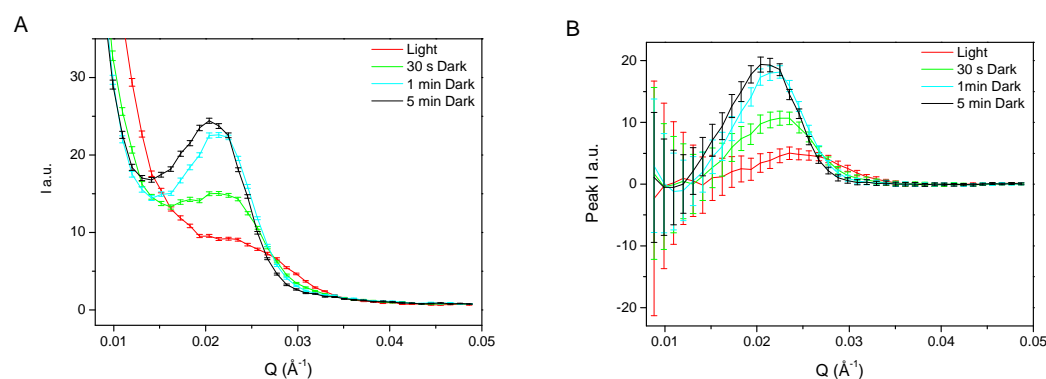 A
I a.u.
30
20
10
0
0.01 0.02 0.03 0.04 0.05
Q (Å⁻¹)
Light
30 s Dark
1 min Dark
5 min Dark
B
Peak I a.u.
20
10
0
-10
-20
0.01 0.02 0.03 0.04 0.05
Q (Å⁻¹)
Light
30 s Dark
1min Dark
5 min Dark